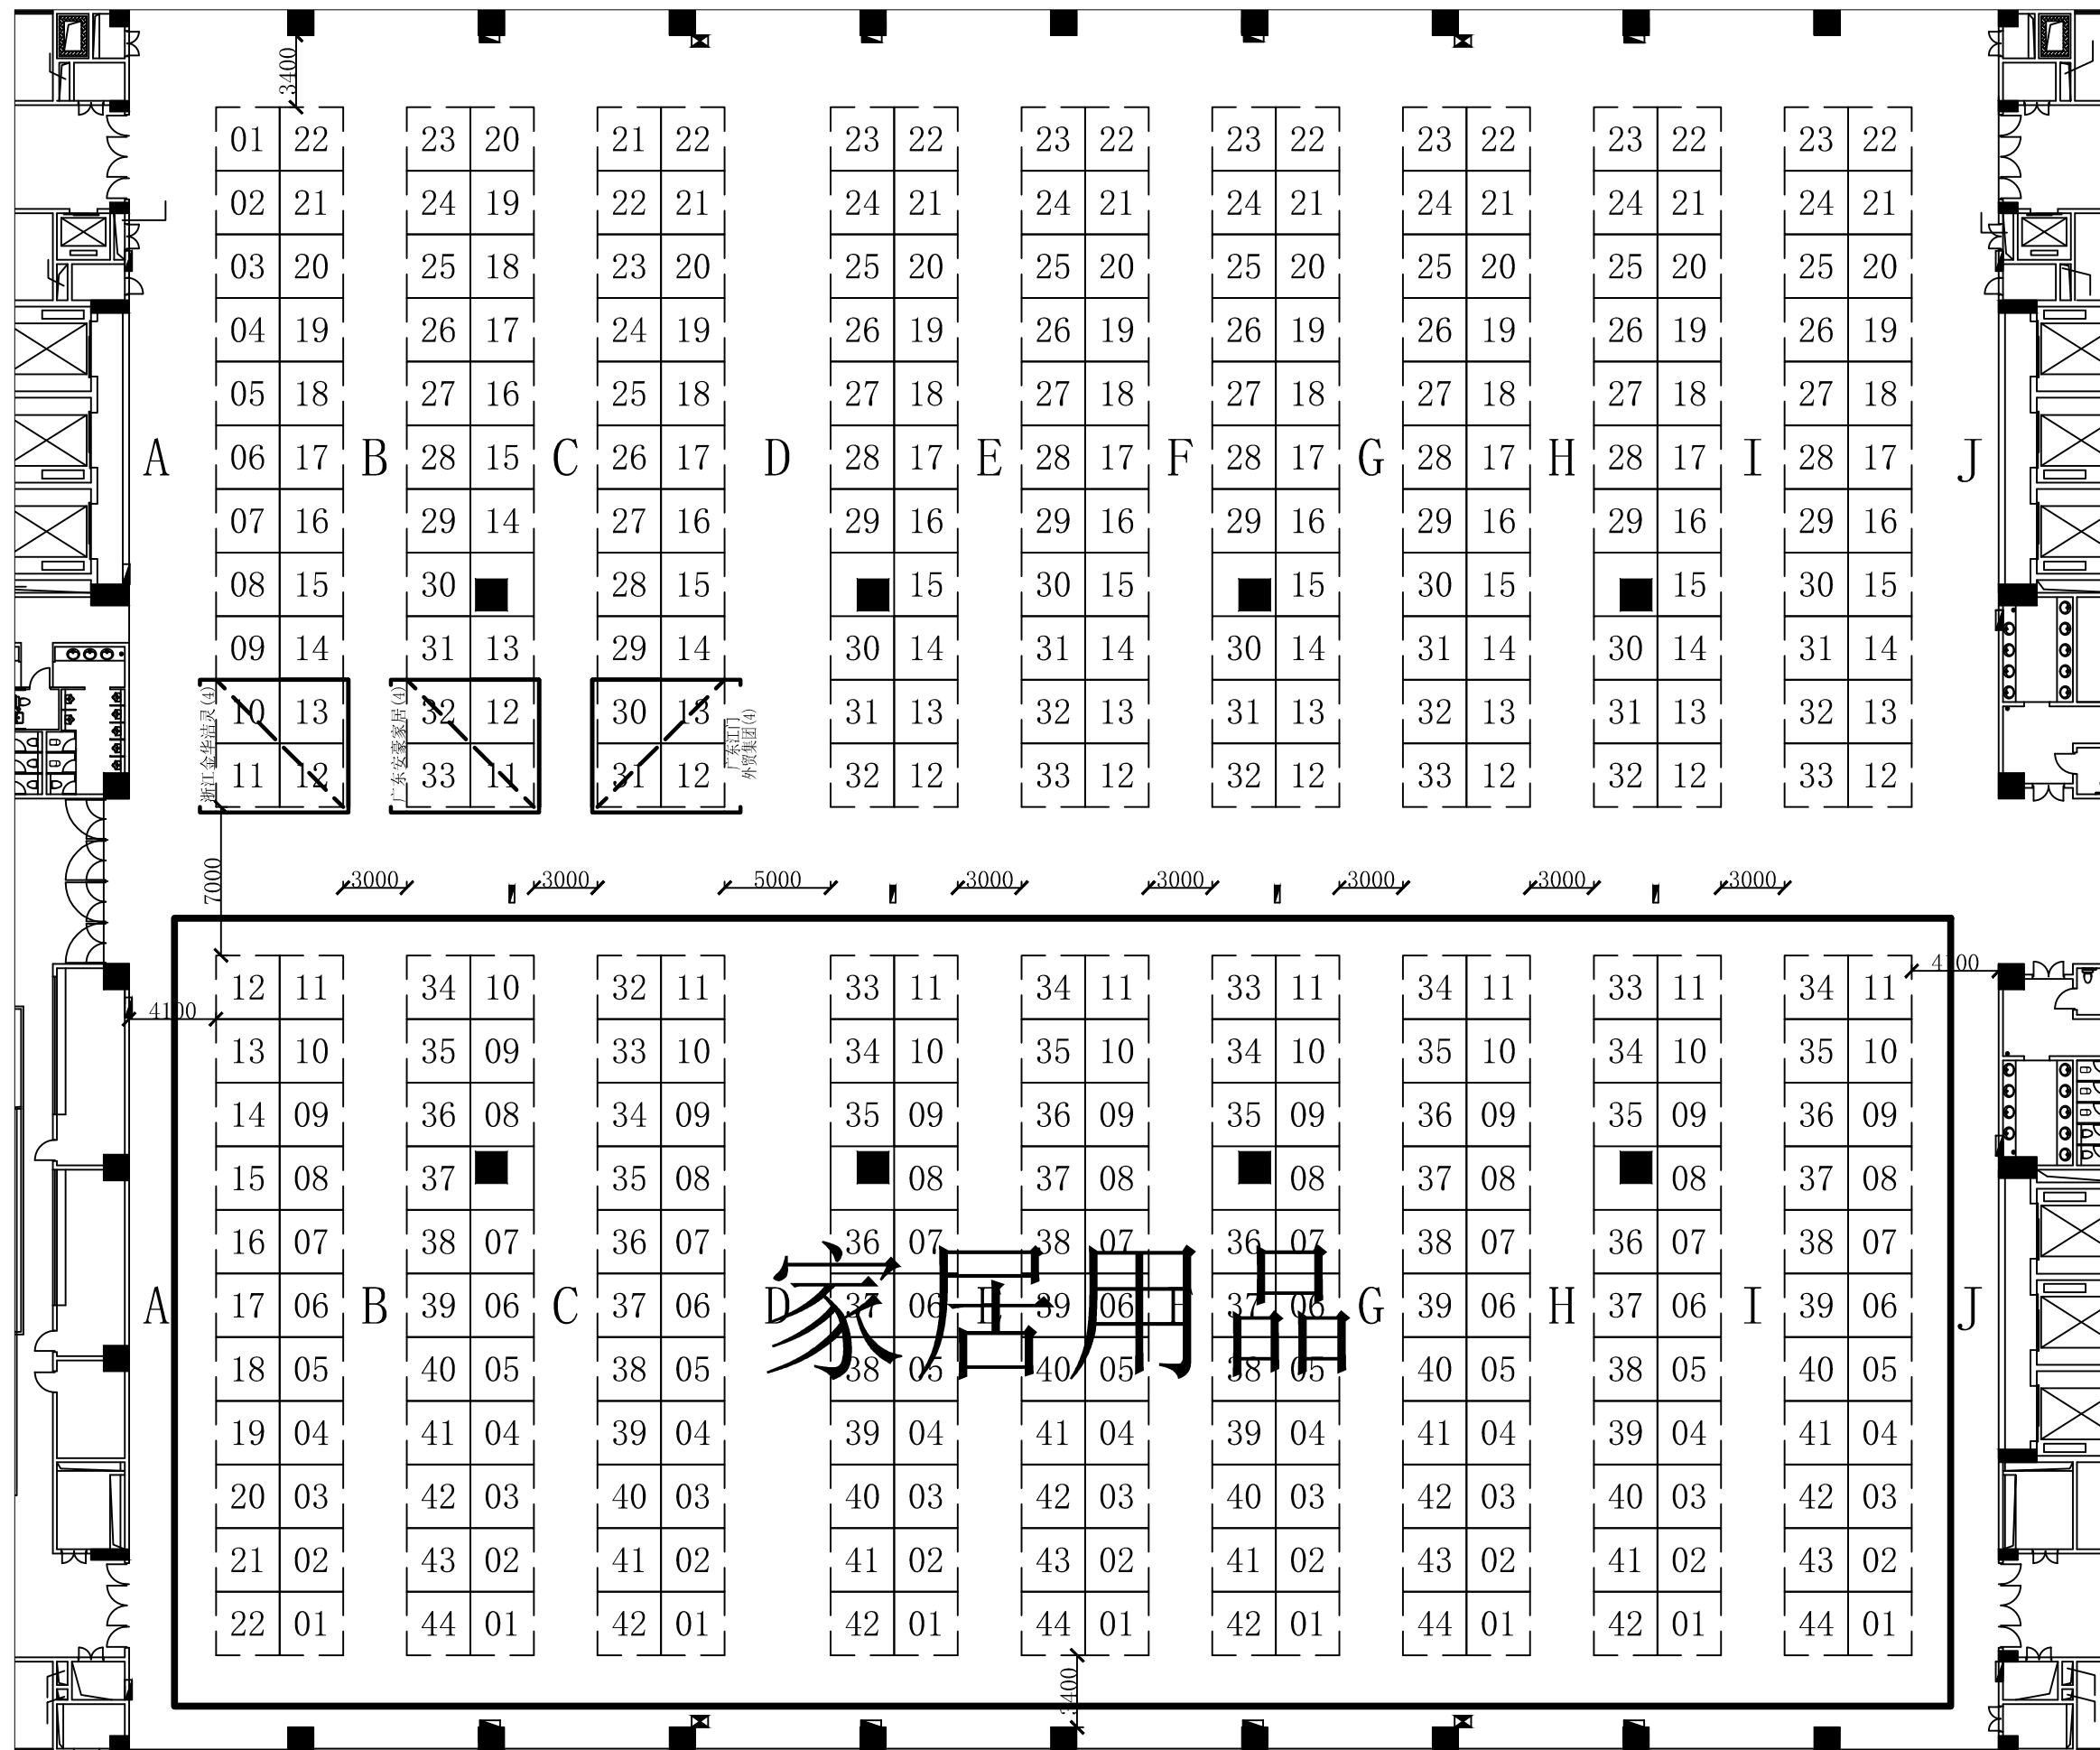 3400
01 22 23 20 21 22 23 22 23 22 23 22 23 22 23 22 23 22
02 21 24 19 22 21 24 21 24 21 24 21 24 21 24 21 24 21
03 20 25 18 23 20 25 20 25 20 25 20 25 20 25 20 25 20
04 19 26 17 24 19 26 19 26 19 26 19 26 19 26 19 26 19
05 18 27 16 25 18 27 18 27 18 27 18 27 18 27 18 27 18
A 06 17 B 28 15 C 26 17 D 28 17 E 28 17 F 28 17 G 28 17 H 28 17 I 28 17 J
07 16 29 14 27 16 29 16 29 16 29 16 29 16 29 16 29 16
08 15 30 28 15 15 30 15 15 30 15 15 30 15
09 14 31 13 29 14 30 14 31 14 30 14 31 14 30 14 31 14
10 13 32 12 30 13 31 13 32 13 31 13 32 13 31 13 32 13
11 12 33 11 31 12 32 12 33 12 32 12 33 12 32 12 33 12
浙江金华洁灵(4)
广东安豪家居(4)
广东江门
外贸集团(4)
7000
3000 3000 5000 3000 3000 3000 3000 3000
12 11 34 10 32 11 33 11 34 11 33 11 34 11 33 11 34 11
4100
4100
13 10 35 09 33 10 34 10 35 10 34 10 35 10 34 10 35 10
14 09 36 08 34 09 35 09 36 09 35 09 36 09 35 09 36 09
15 08 37 35 08 08 37 08 08 37 08 08 37 08
16 07 38 07 36 07 36 07 38 07 36 07 38 07 36 07 38 07
A 17 06 B 39 06 C 37 06 D 37 06 E 39 06 F 37 06 G 39 06 H 37 06 I 39 06 J
家居用品
18 05 40 05 38 05 38 05 40 05 38 05 40 05 38 05 40 05
19 04 41 04 39 04 39 04 41 04 39 04 41 04 39 04 41 04
20 03 42 03 40 03 40 03 42 03 40 03 42 03 40 03 42 03
21 02 43 02 41 02 41 02 43 02 41 02 43 02 41 02 43 02
22 01 44 01 42 01 42 01 44 01 42 01 44 01 42 01 44 01
3400